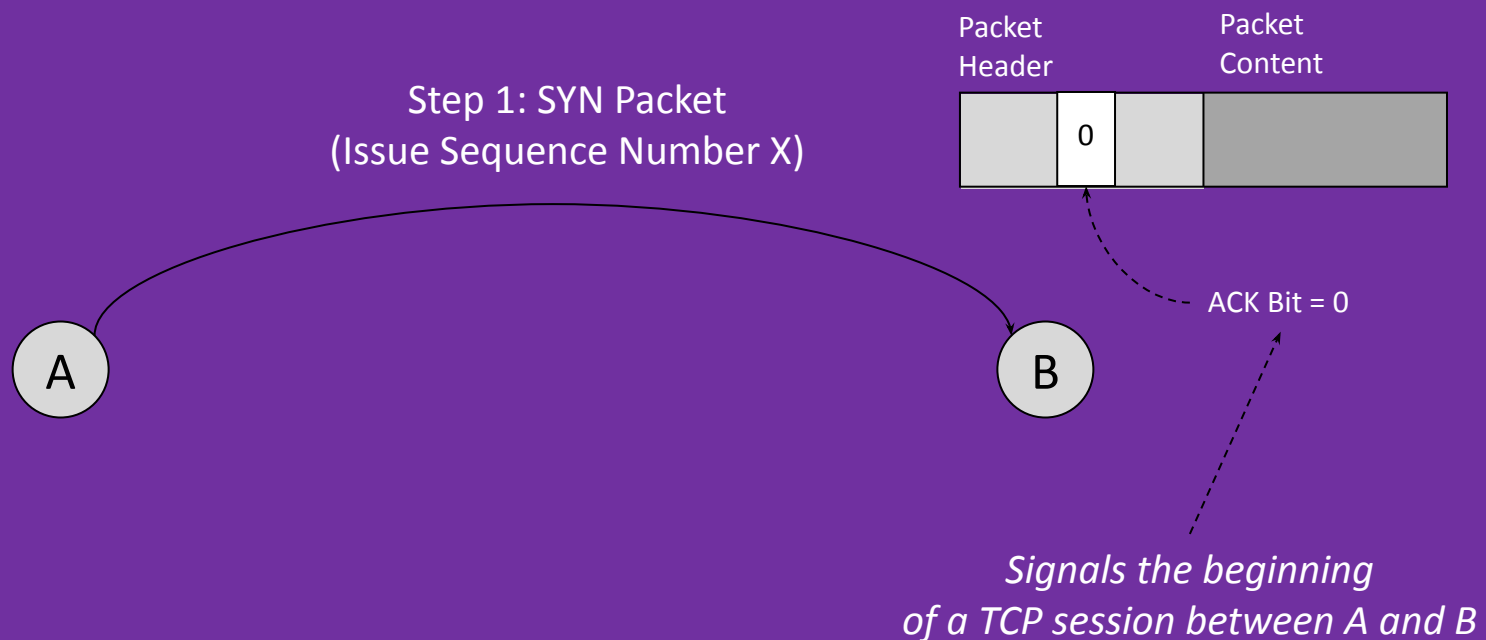 Packet
Header
Packet
Content
Step 1: SYN Packet
(Issue Sequence Number X)
0
ACK Bit = 0
A
B
Signals the beginning
of a TCP session between A and B